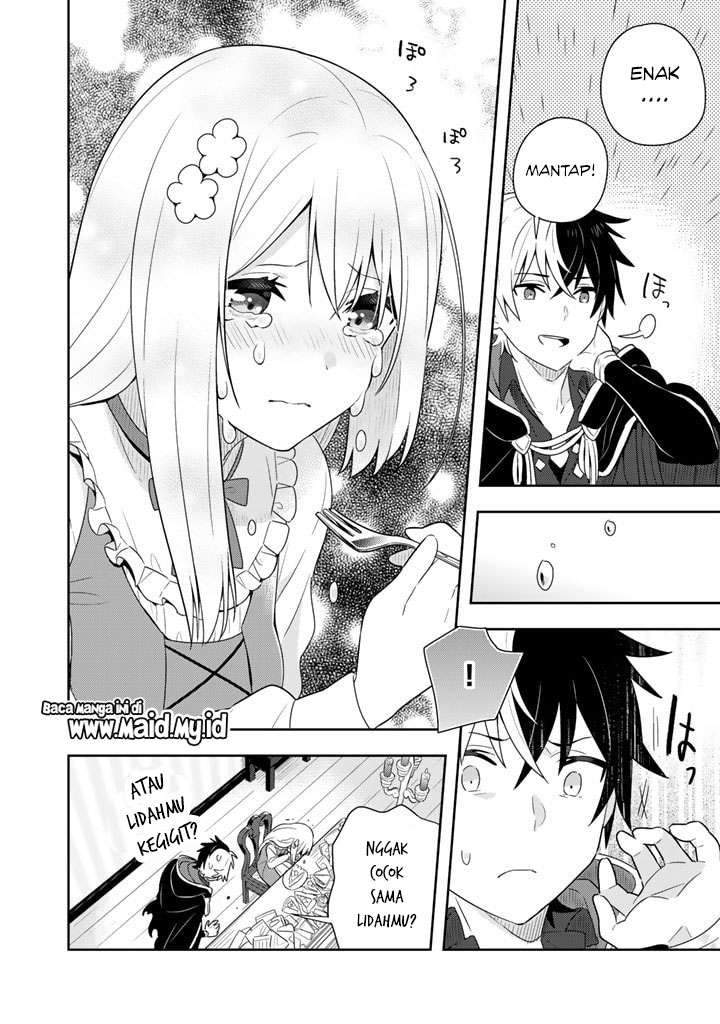 ENAK
....
MANTAP!
ほっ
ぽろ
ぽろ
!
はっ
NGGAK
COCOK
SAMA
LIDAHMU?
ATAU
LIDAHMU
KEGIGIT?
Baca Manga ini di
www.Maid.My.id